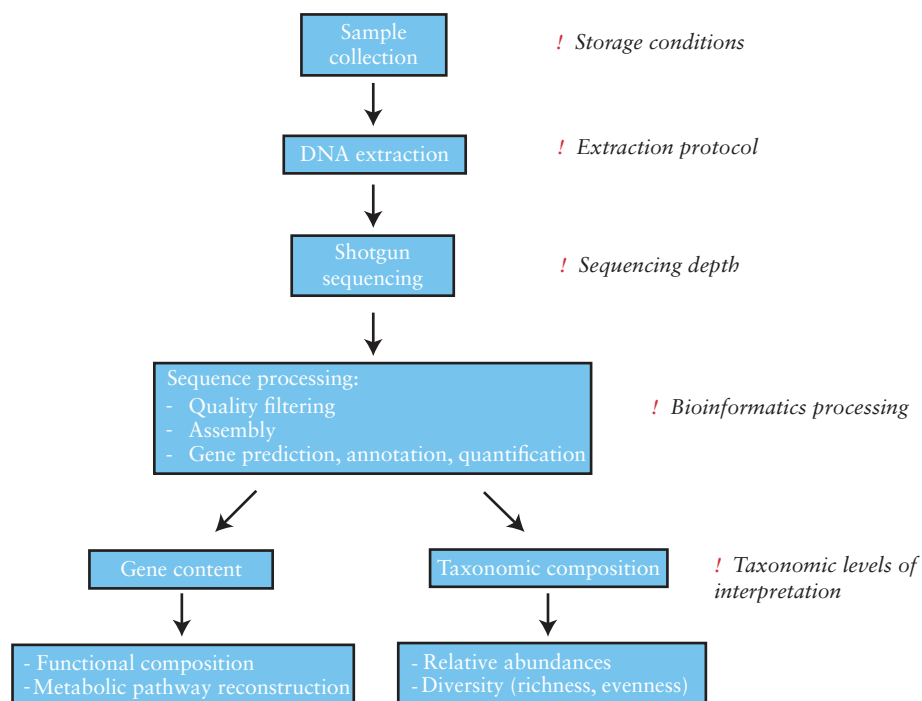 Sample
collection
! Storage conditions
DNA extraction
! Extraction protocol
Shotgun
sequencing
! Sequencing depth
Sequence processing:
- Quality filtering
- Assembly
- Gene prediction, annotation, quantification
! Bioinformatics processing
Gene content
Taxonomic composition
! Taxonomic levels of
interpretation
- Functional composition
- Metabolic pathway reconstruction
- Relative abundances
- Diversity (richness, evenness)